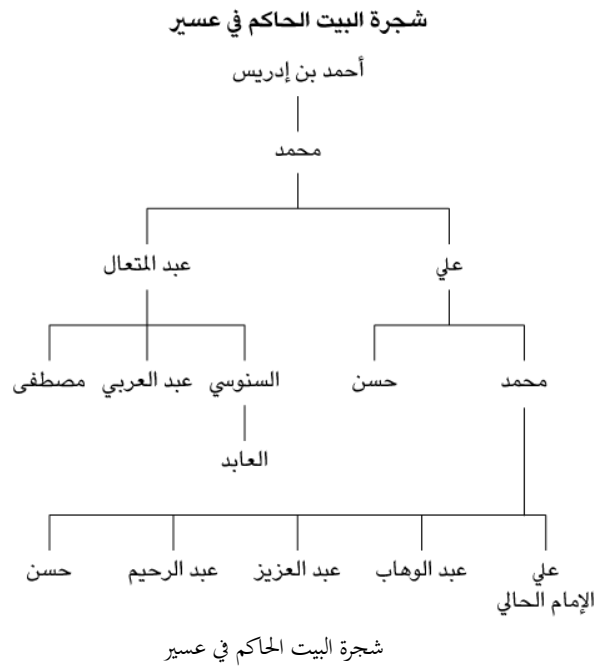 شجرة البيت الحاكم في عسير
أحمد بن إدريس
محمد
علي
عبد المتعال
محمد
حسن
السنوسي
عبد العربي
مصطفى
العابد
علي
الإمام الحالي
عبد الوهاب
عبد العزيز
عبد الرحيم
حسن
شجرة البيت الحاكم في عسير